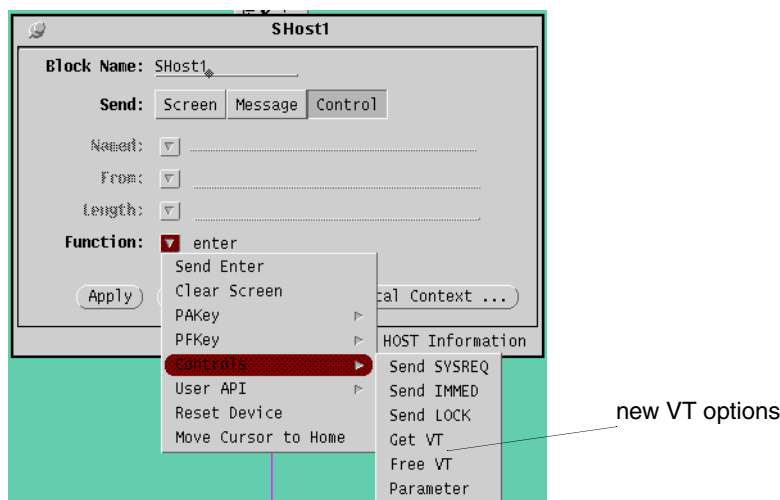 SHost1
Block Name: SHost1
Send: Screen Message Control
Named:
From:
Length:
Function: enter
Send Enter
Clear Screen
Apply
cal Context ...
PAKey
PFKey
HOST Information
Controls
Send SYSREQ
User API
Send IMMED
Reset Device
Send LOCK
new VT options
Move Cursor to Home
Get VT
Free VT
Parameter